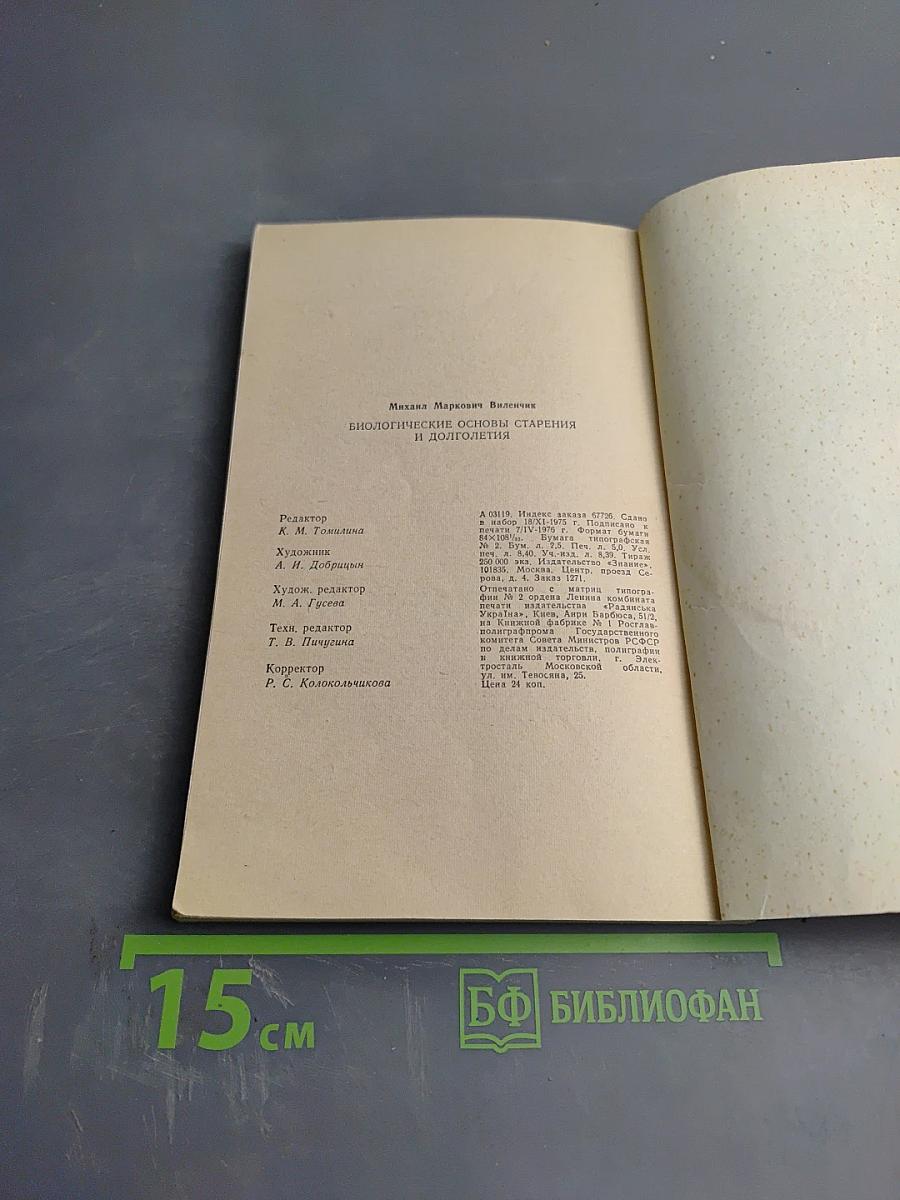 Михаил Маркович Виленчик
БИОЛОГИЧЕСКИЕ ОСНОВЫ СТАРЕНИЯ
И ДОЛГОЛЕТИЯ
Редактор
К. М. Томилина
Художник
А. И. Добрицын
Худож. редактор
М. А. Гусева
Техн. редактор
Т. В. Пичугина
Корректор
Р. С. Колокольчикова
А 03119. Индекс заказа 67726. Сдано
в набор 18/XI-1975 г. Подписано к
печати 7/IV-1976 г. Формат бумаги
84×108¹/₃₂. Бумага типографская
№ 2. Бум. л. 2,5. Печ. л. 5,0. Усл.
печ. л. 8,40. Уч.-изд. л. 8,39. Тираж
250 000 экз. Издательство «Знание».
101835. Москва, Центр, проезд Се-
рова, д. 4. Заказ 1271.
Отпечатано с матриц типогра-
фии № 2 ордена Ленина комбината
печати издательства «Радянська
Україна», Киев, Анри Барбюса, 51/2,
на Книжной фабрике № 1 Росглав-
полиграфпрома Государственного
комитета Совета Министров РСФСР
по делам издательств, полиграфии
и книжной торговли, г. Элек-
тросталь Московской области,
ул. им. Тевосяна, 25.
Цена 24 коп.
15 см
БФ БИБЛИОФАН